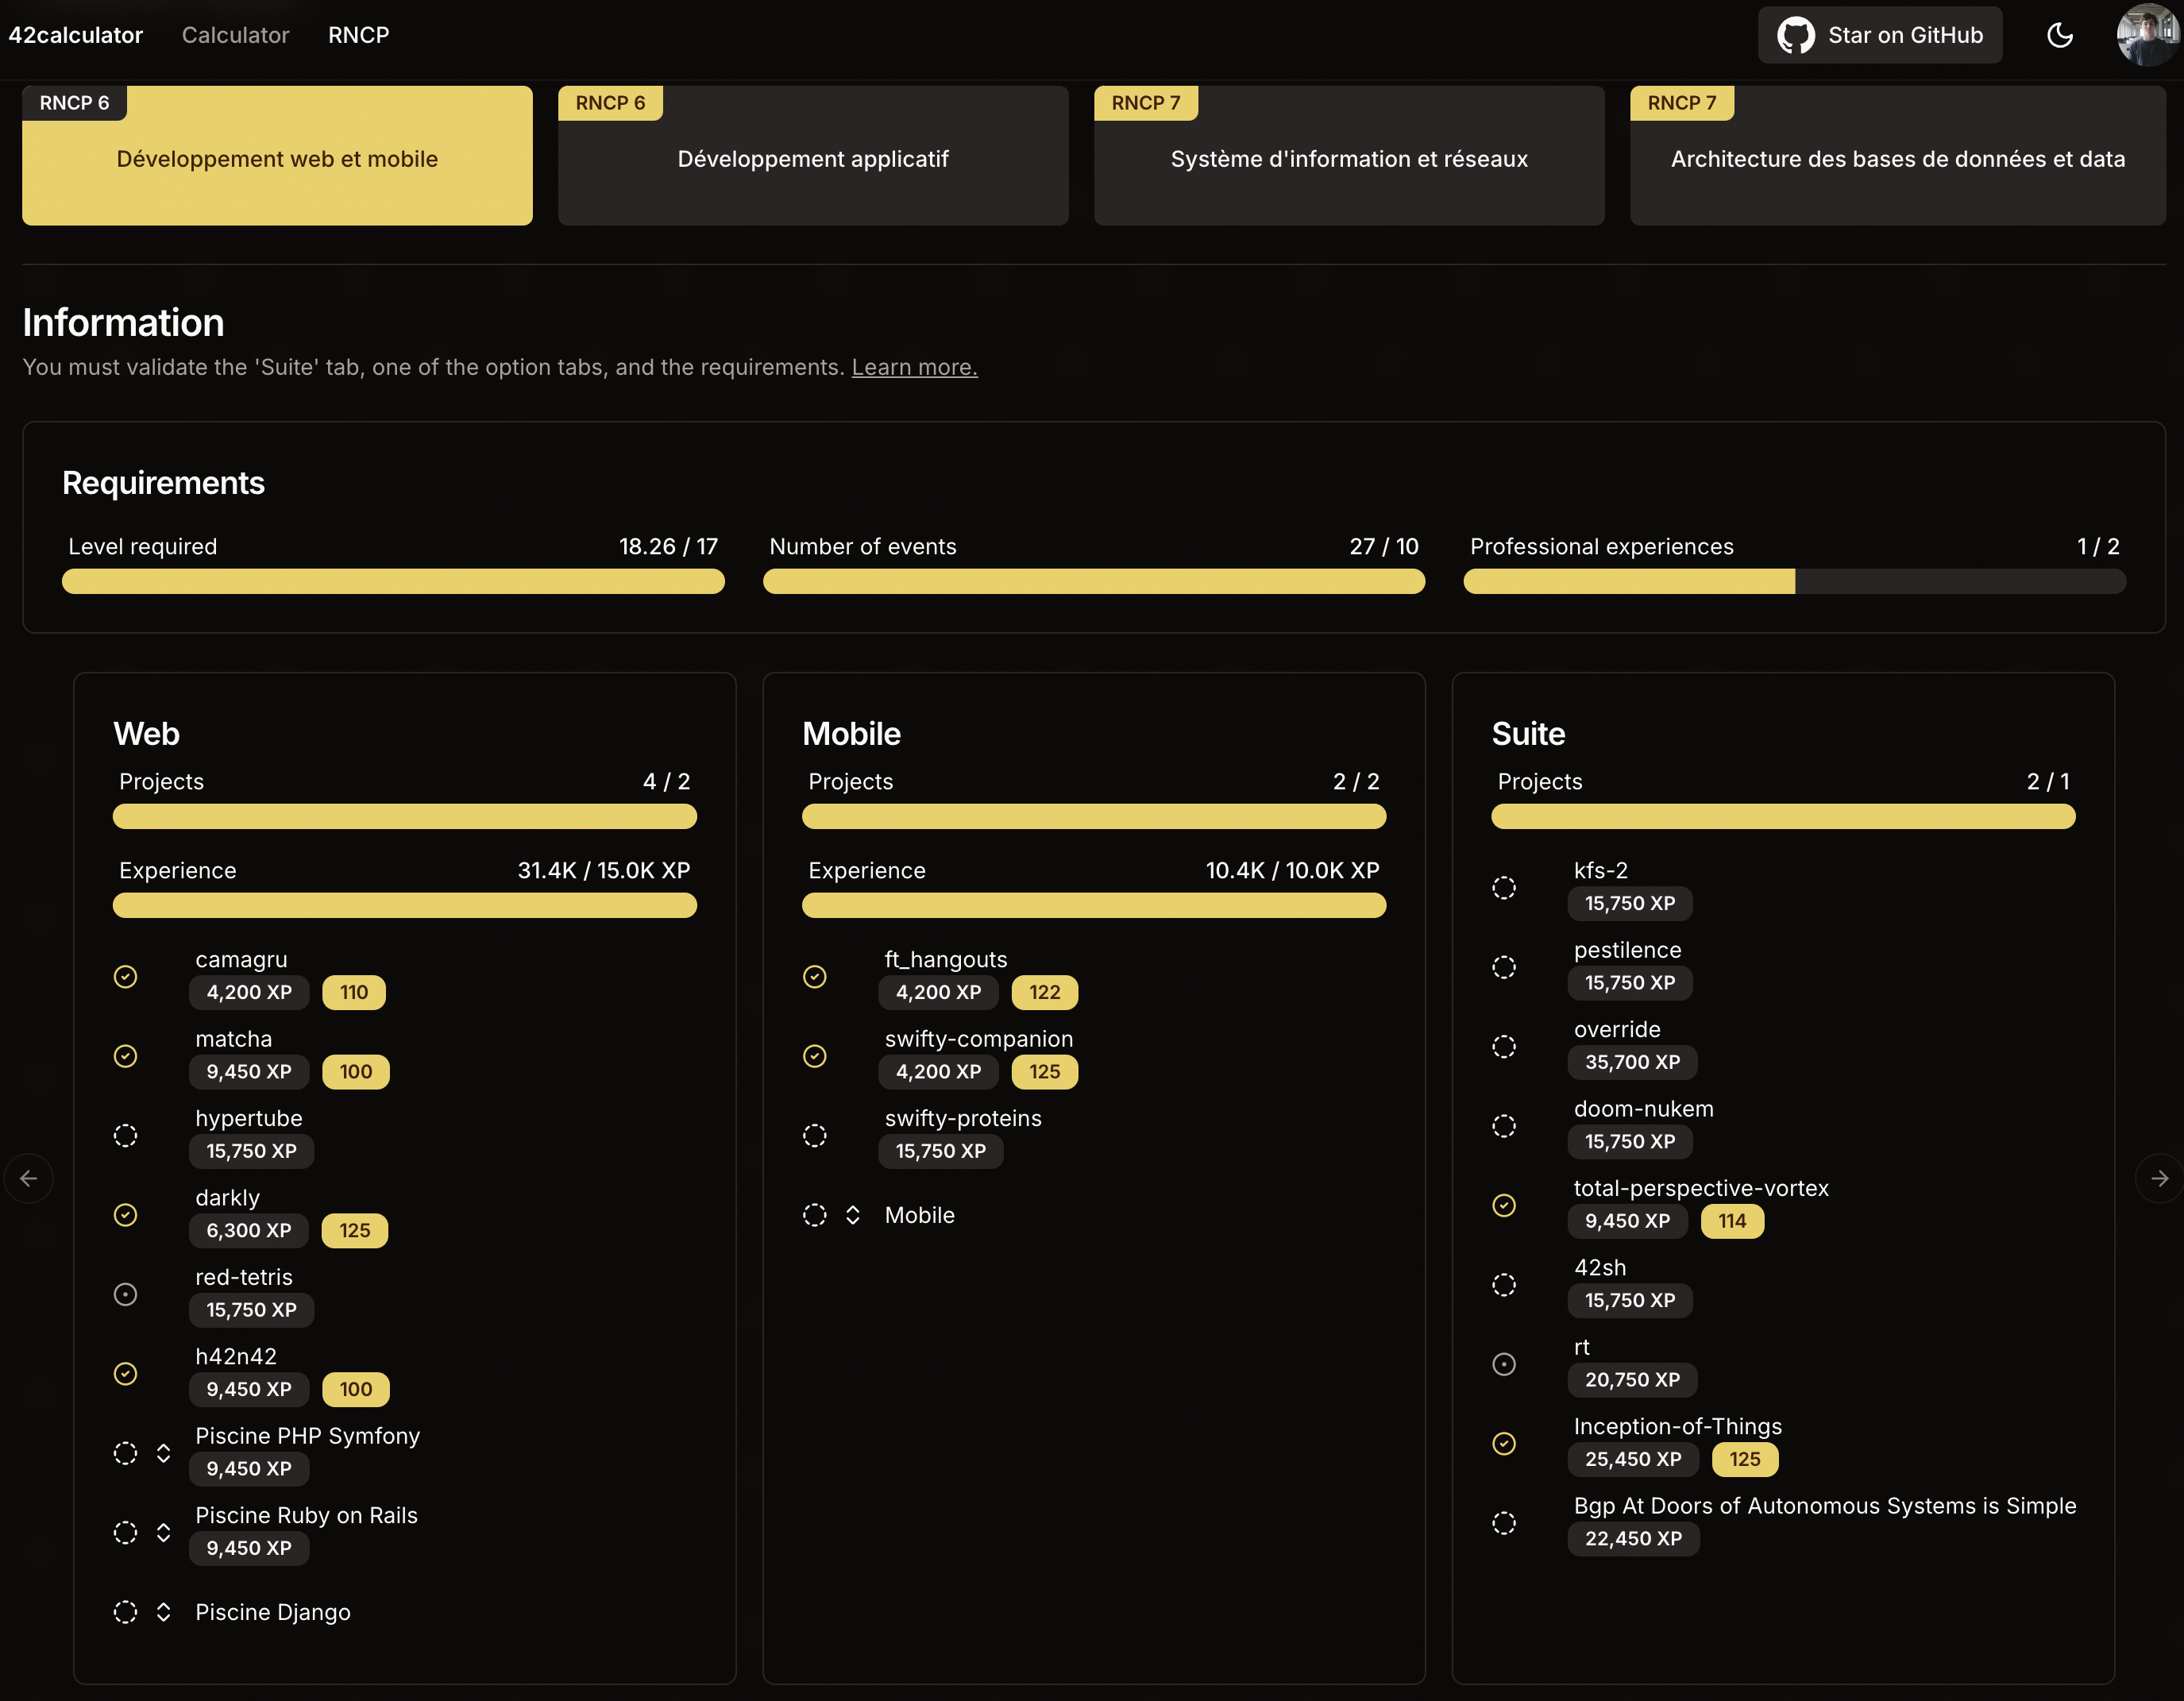 42calculator Calculator RNCP Star on GitHub
RNCP 6 RNCP 6 RNCP 7 RNCP 7
Développement web et mobile Développement applicatif Système d'information et réseaux Architecture des bases de données et data
Information
You must validate the 'Suite' tab, one of the option tabs, and the requirements. Learn more.
Requirements
Level required 18.26 / 17 Number of events 27 / 10 Professional experiences 1 / 2
Web
Projects 4 / 2
Experience 31.4K / 15.0K XP
camagru
4,200 XP 110
matcha
9,450 XP 100
hypertube
15,750 XP
darkly
6,300 XP 125
red-tetris
15,750 XP
h42n42
9,450 XP 100
Piscine PHP Symfony
9,450 XP
Piscine Ruby on Rails
9,450 XP
Piscine Django
Mobile
Projects 2 / 2
Experience 10.4K / 10.0K XP
ft_hangouts
4,200 XP 122
swifty-companion
4,200 XP 125
swifty-proteins
15,750 XP
Mobile
Suite
Projects 2 / 1
kfs-2
15,750 XP
pestilence
15,750 XP
override
35,700 XP
doom-nukem
15,750 XP
total-perspective-vortex
9,450 XP 114
42sh
15,750 XP
rt
20,750 XP
Inception-of-Things
25,450 XP 125
Bgp At Doors of Autonomous Systems is Simple
22,450 XP